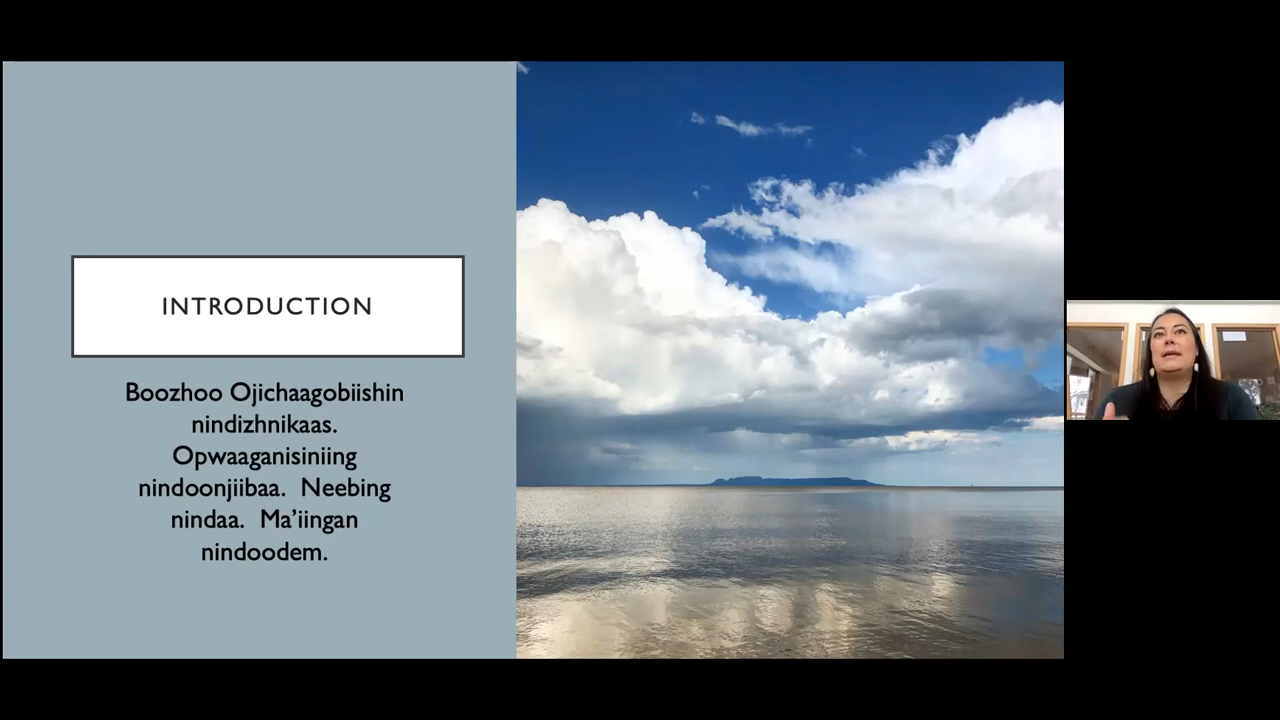 INTRODUCTION
Boozhoo Ojichaagobiishin
nindizhnikaas.
Opwaaganisiniing
nindoonjiibaa. Neebing
nindaa. Ma’iingan
nindoodem.